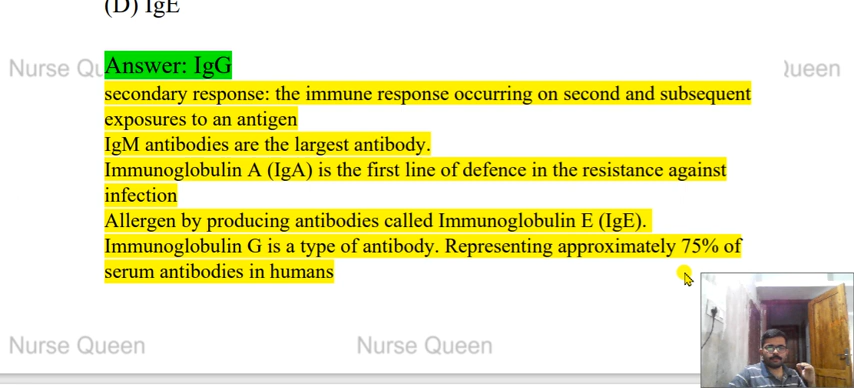 (D) IgE
Answer: IgG
secondary response: the immune response occurring on second and subsequent
exposures to an antigen
IgM antibodies are the largest antibody.
Immunoglobulin A (IgA) is the first line of defence in the resistance against
infection
Allergen by producing antibodies called Immunoglobulin E (IgE).
Immunoglobulin G is a type of antibody. Representing approximately 75% of
serum antibodies in humans
Nurse Queen
Nurse Queen